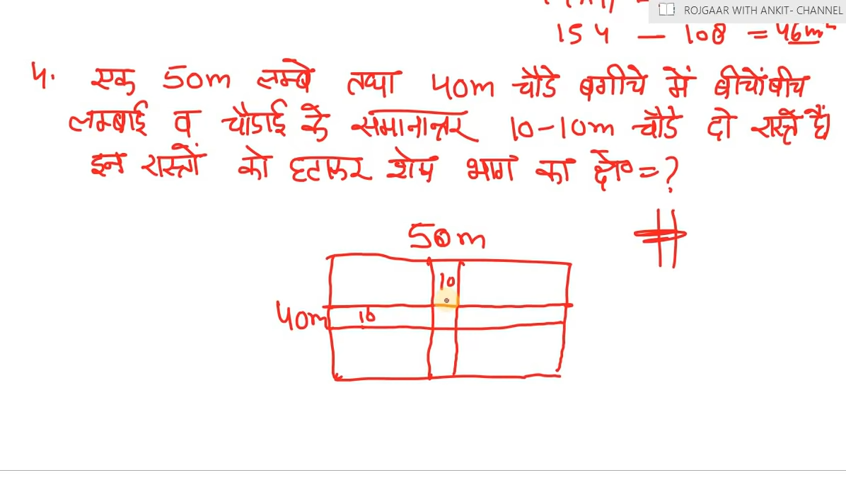 ROJGAAR WITH ANKIT- CHANNEL
154 - 108 = 46m²
4. एक 50m लम्बे तथा 40m चौडे बगीचे में बीचोंबीच
लम्बाई व चौडाई के समानान्तर 10-10m चौडे दो रास्ते हैं।
इन रास्तों को हटाकर शेष भाग का क्षे० = ?
50m
10
40m
10